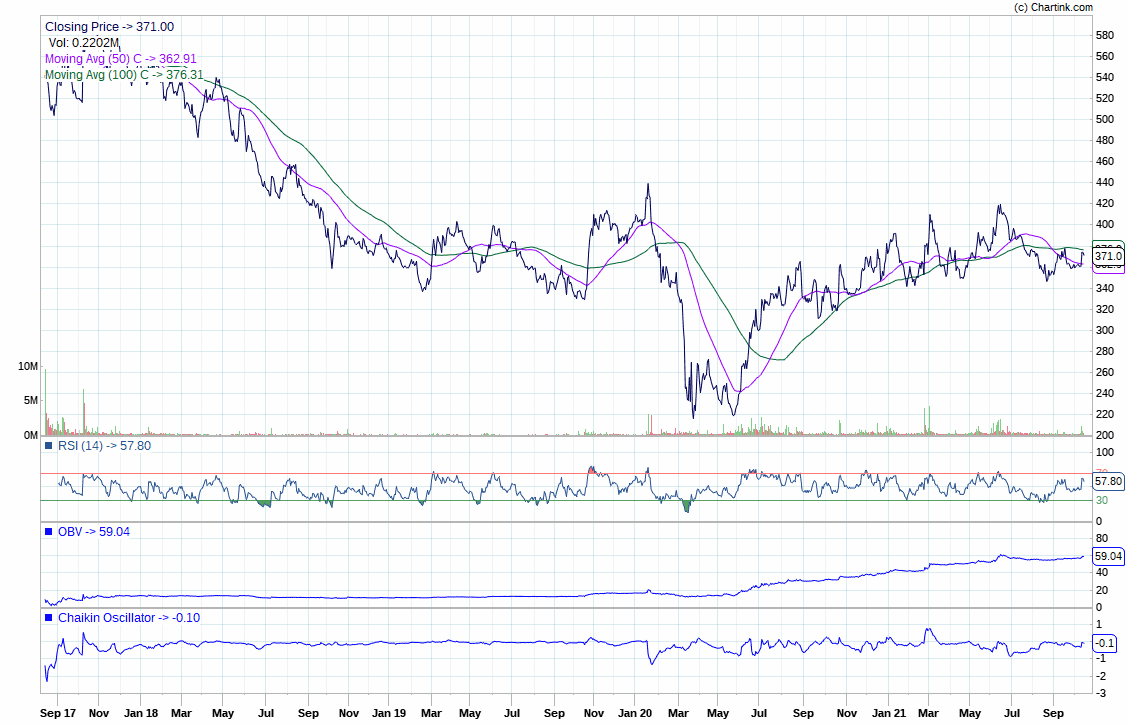 (c) Chartink.com
Closing Price -> 371.00
Vol: 0.2202M
Moving Avg (50) C -> 362.91
Moving Avg (100) C -> 376.31
580
560
540
520
500
480
460
440
420
400
371.0
340
320
300
280
260
240
220
200
10M
5M
0M
RSI (14) -> 57.80
100
70
57.80
30
0
OBV -> 59.04
80
59.04
40
20
0
Chaikin Oscillator -> -0.10
1
-0.1
-1
-2
-3
Sep 17 Nov Jan 18 Mar May Jul Sep Nov Jan 19 Mar May Jul Sep Nov Jan 20 Mar May Jul Sep Nov Jan 21 Mar May Jul Sep